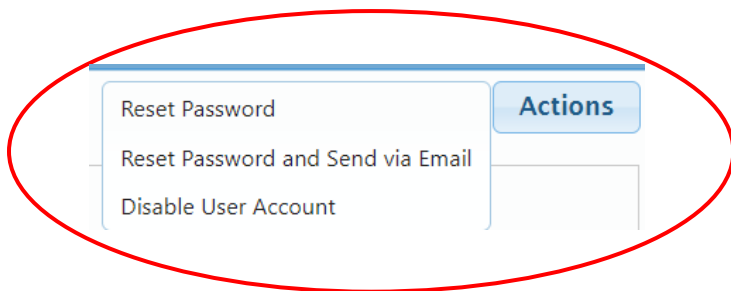 Reset Password
Actions
Reset Password and Send via Email
Disable User Account